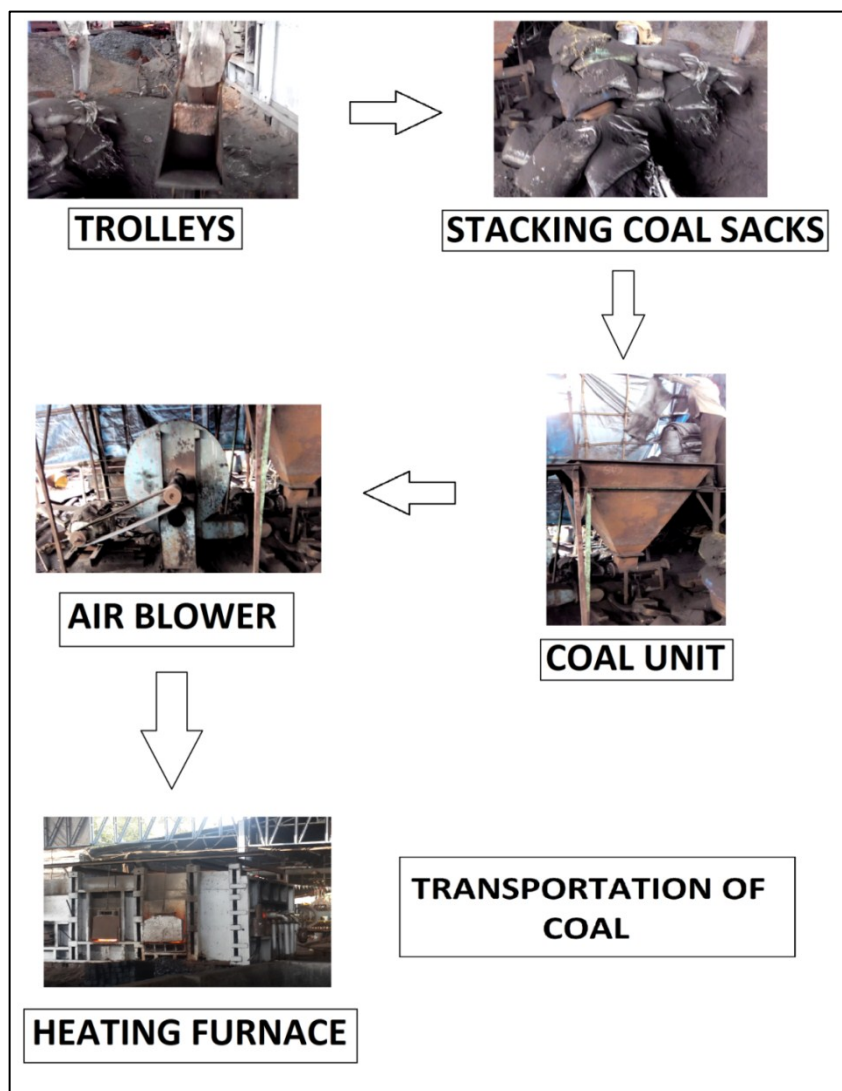 TROLLEYS
STACKING COAL SACKS
COAL UNIT
AIR BLOWER
HEATING FURNACE
TRANSPORTATION OF
COAL